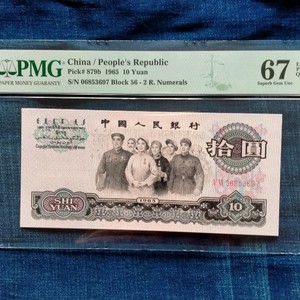 PMG
PAPER MONEY GUARANTY
China / People's Republic
Pick# 879b 1965 10 Yuan
S/N 06853697 Block 56 - 2 R. Numerals
67 EPQ
Superb Gem Unc
中国人民银行
拾圆
1965
SHI
YUAN
10